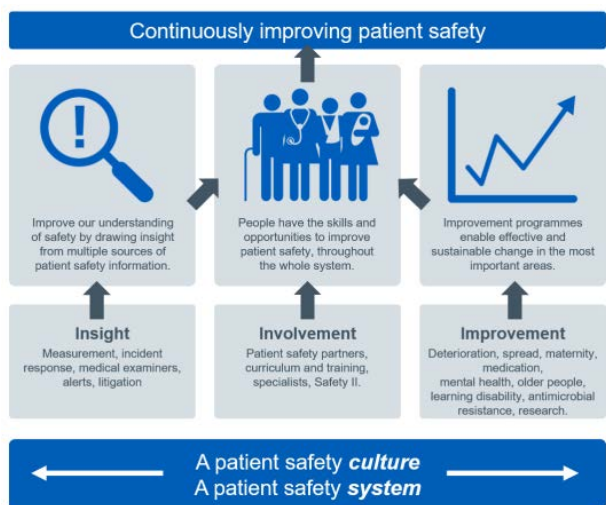 Continuously improving patient safety
!
Improve our understanding
of safety by drawing insight
from multiple sources of
patient safety information.
People have the skills and
opportunities to improve
patient safety, throughout
the whole system.
Improvement programmes
enable effective and
sustainable change in the most
important areas.
Insight
Measurement, incident
response, medical examiners,
alerts, litigation
Involvement
Patient safety partners,
curriculum and training,
specialists, Safety II.
Improvement
Deterioration, spread, maternity,
medication,
mental health, older people,
learning disability, antimicrobial
resistance, research.
A patient safety culture
A patient safety system